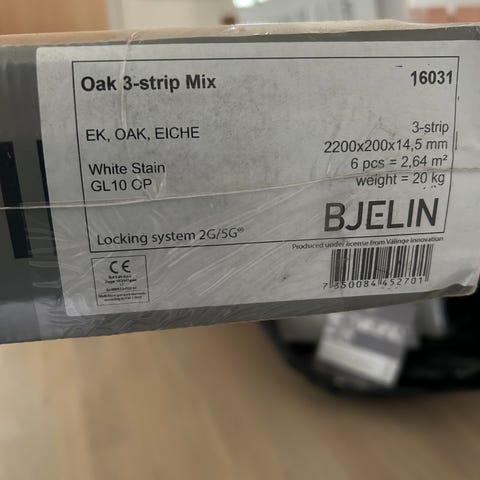 Oak 3-strip Mix 16031
EK, OAK, EICHE 3-strip
2200x200x14,5 mm
White Stain 6 pcs = 2,64 m²
GL10 CP weight = 20 kg
BJELIN
Locking system 2G/5G®
Produced under license from Välinge Innovation
CE
7 350084 452701